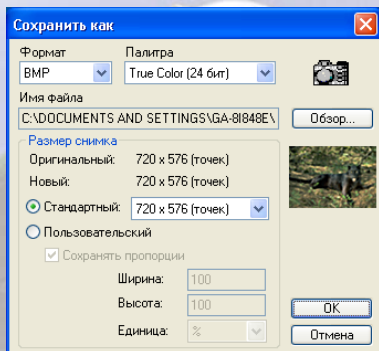 Сохранить как
Формат Палитра
BMP True Color (24 бит)
Имя файла
C:\DOCUMENTS AND SETTINGS\GA-8I848E\ Обзор...
Размер снимка
Оригинальный: 720 x 576 (точек)
Новый: 720 x 576 (точек)
Стандартный: 720 x 576 (точек)
Пользовательский
Сохранять пропорции
Ширина: 100
Высота: 100
Единица: %
OK
Отмена